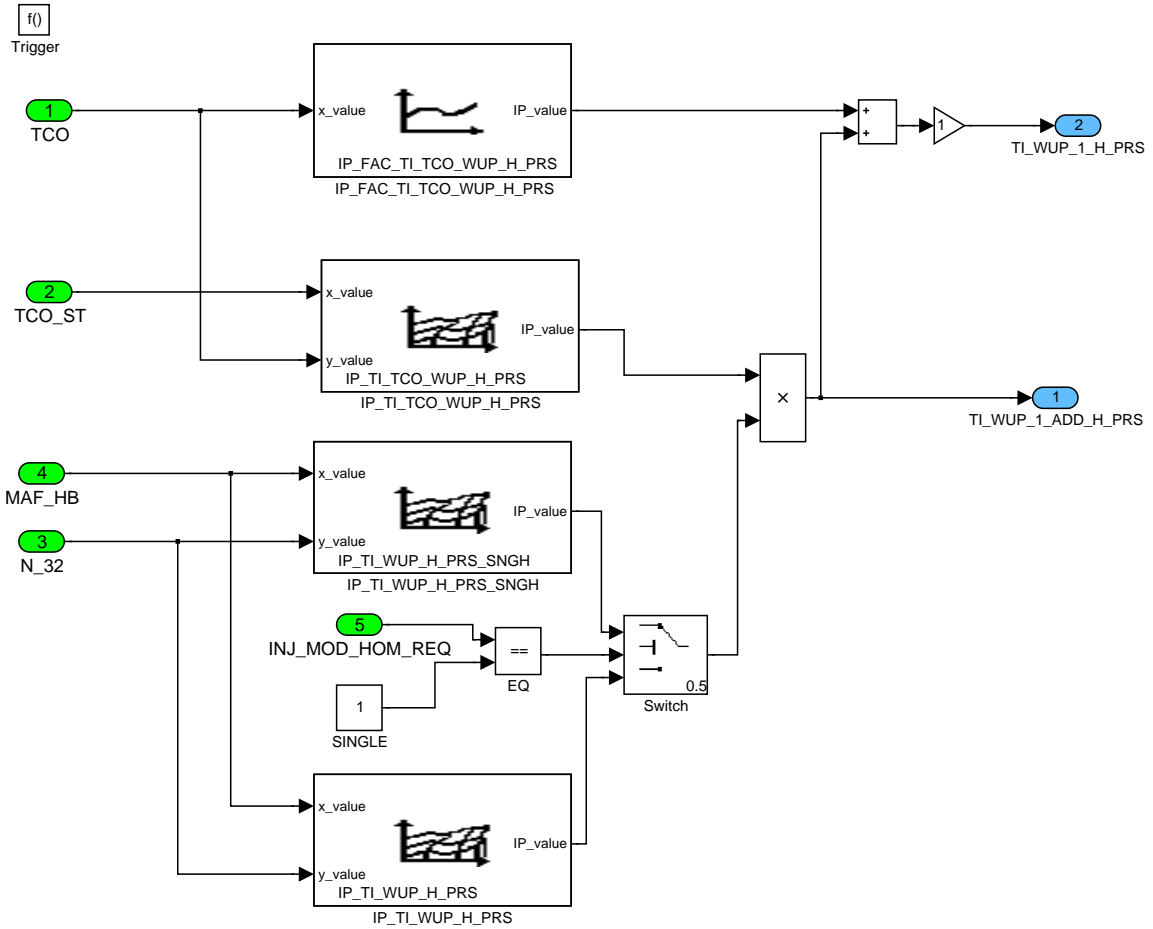 f()
Trigger
1
TCO
x_value
IP_value
IP_FAC_TI_TCO_WUP_H_PRS
IP_FAC_TI_TCO_WUP_H_PRS
+
+
1
2
TI_WUP_1_H_PRS
2
TCO_ST
x_value
y_value
IP_value
IP_TI_TCO_WUP_H_PRS
IP_TI_TCO_WUP_H_PRS
×
1
TI_WUP_1_ADD_H_PRS
4
MAF_HB
3
N_32
x_value
y_value
IP_value
IP_TI_WUP_H_PRS_SNGH
IP_TI_WUP_H_PRS_SNGH
5
INJ_MOD_HOM_REQ
==
EQ
1
SINGLE
0.5
Switch
x_value
y_value
IP_value
IP_TI_WUP_H_PRS
IP_TI_WUP_H_PRS